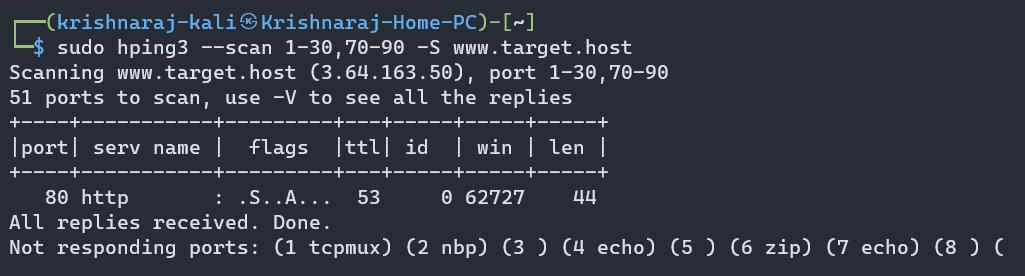 ┌──(krishnaraj-kali㉿Krishnaraj-Home-PC)-[~]
└─$ sudo hping3 --scan 1-30,70-90 -S www.target.host
Scanning www.target.host (3.64.163.50), port 1-30,70-90
51 ports to scan, use -V to see all the replies
+----+-----------+---------+---+-----+-----+-----+
|port| serv name |  flags  |ttl| id  | win | len |
+----+-----------+---------+---+-----+-----+-----+
   80 http       : .S..A...  53     0 62727    44
All replies received. Done.
Not responding ports: (1 tcpmux) (2 nbp) (3 ) (4 echo) (5 ) (6 zip) (7 echo) (8 ) (